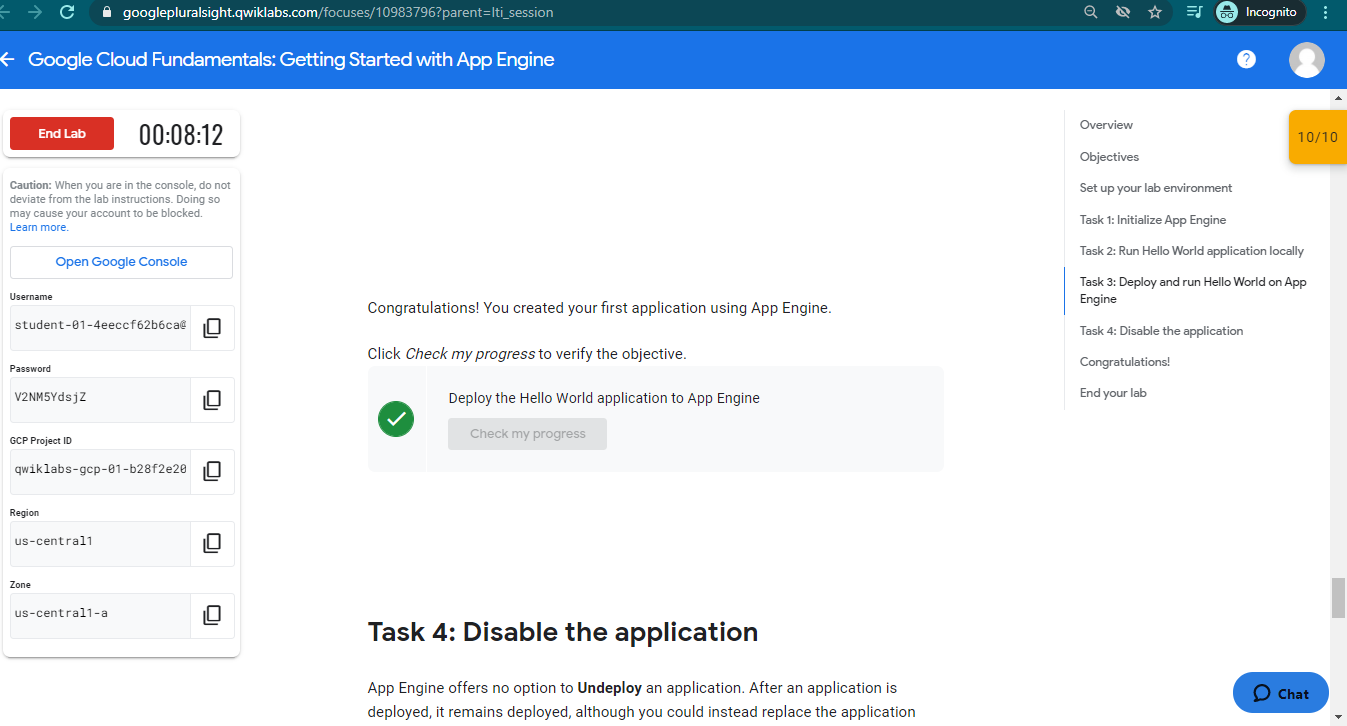 googlepluralsight.qwiklabs.com/focuses/10983796?parent=lti_session
Incognito
Google Cloud Fundamentals: Getting Started with App Engine
?
End Lab
00:08:12
Caution: When you are in the console, do not
deviate from the lab instructions. Doing so
may cause your account to be blocked.
Learn more.
Open Google Console
Username
student-01-4eeccf62b6ca@
Password
V2NM5YdsjZ
GCP Project ID
qwiklabs-gcp-01-b28f2e20
Region
us-central1
Zone
us-central1-a
Congratulations! You created your first application using App Engine.
Click Check my progress to verify the objective.
Deploy the Hello World application to App Engine
Check my progress
Task 4: Disable the application
App Engine offers no option to Undeploy an application. After an application is
deployed, it remains deployed, although you could instead replace the application
Overview
Objectives
Set up your lab environment
Task 1: Initialize App Engine
Task 2: Run Hello World application locally
Task 3: Deploy and run Hello World on App
Engine
Task 4: Disable the application
Congratulations!
End your lab
10/10
Chat